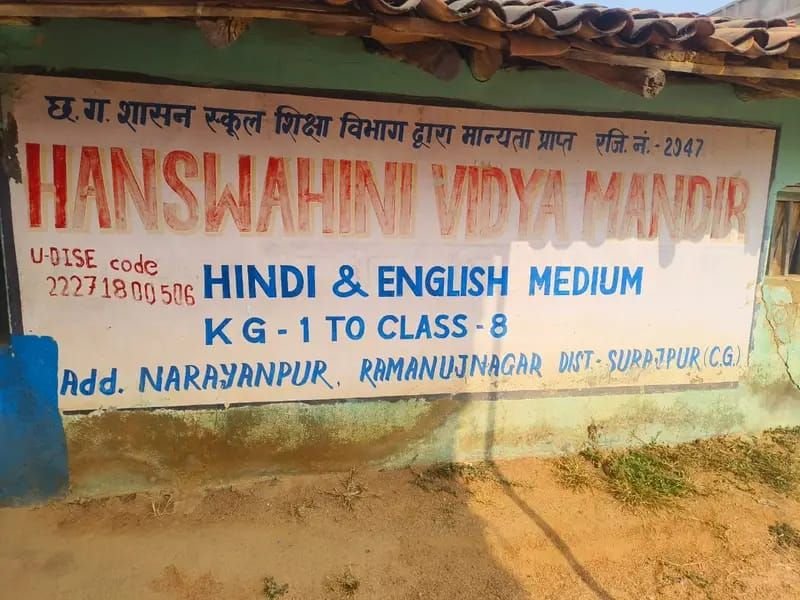 छ.ग. शासन स्कूल शिक्षा विभाग द्वारा मान्यता प्राप्त रजि.नं.-2947
HANSWAHINI VIDYA MANDIR
U-DISE code
22271800506
HINDI & ENGLISH MEDIUM
KG-1 TO CLASS-8
Add. NARAYANPUR, RAMANUJNAGAR DIST-SURAJPUR(C.G.)